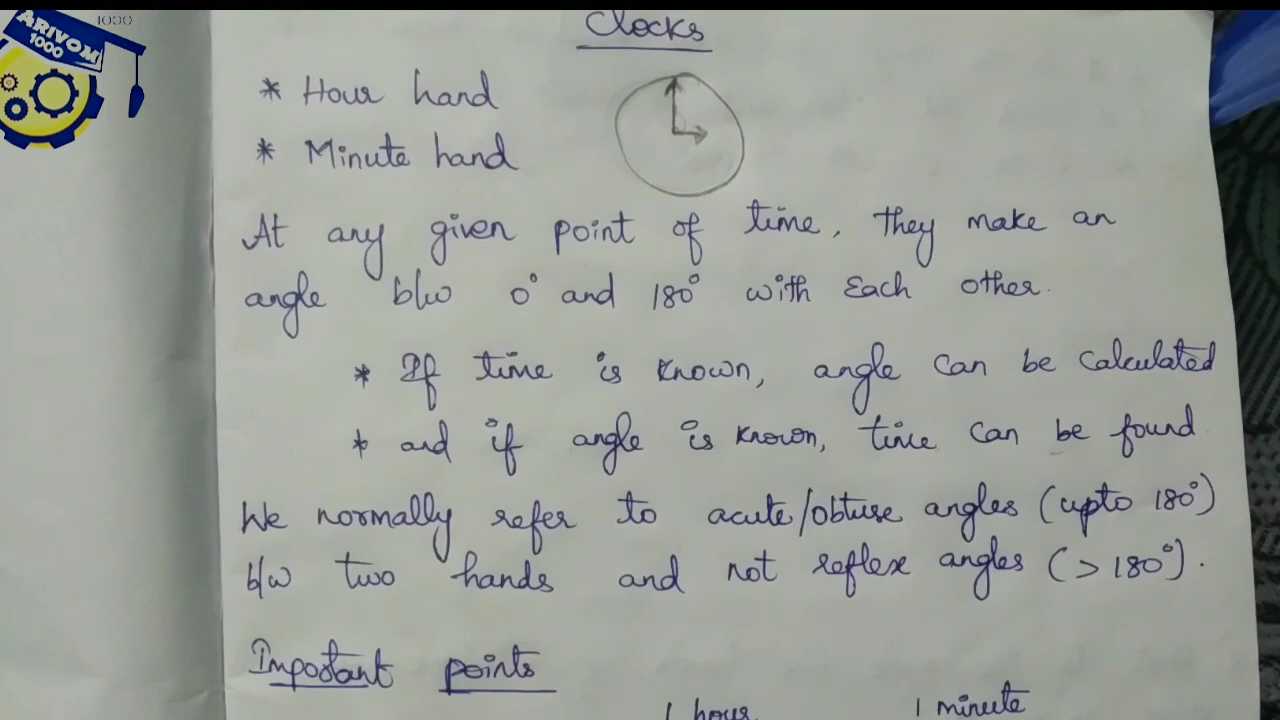 1000
ARIVOM
1000
Clocks
* Hour hand
* Minute hand
At any given point of time, they make an
angle b/w 0° and 180° with each other.
* If time is known, angle can be calculated
* and if angle is known, time can be found
We normally refer to acute/obtuse angles (upto 180°)
b/w two hands and not reflex angles (> 180°).
Important points
1 hour 1 minute